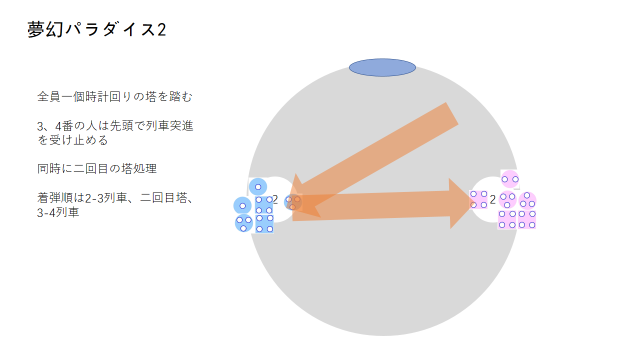 夢幻パラダイス2
全員一個時計回りの塔を踏む
3、4番の人は先頭で列車突進
を受け止める
同時に二回目の塔処理
着弾順は2-3列車、二回目塔、
3-4列車
2
2